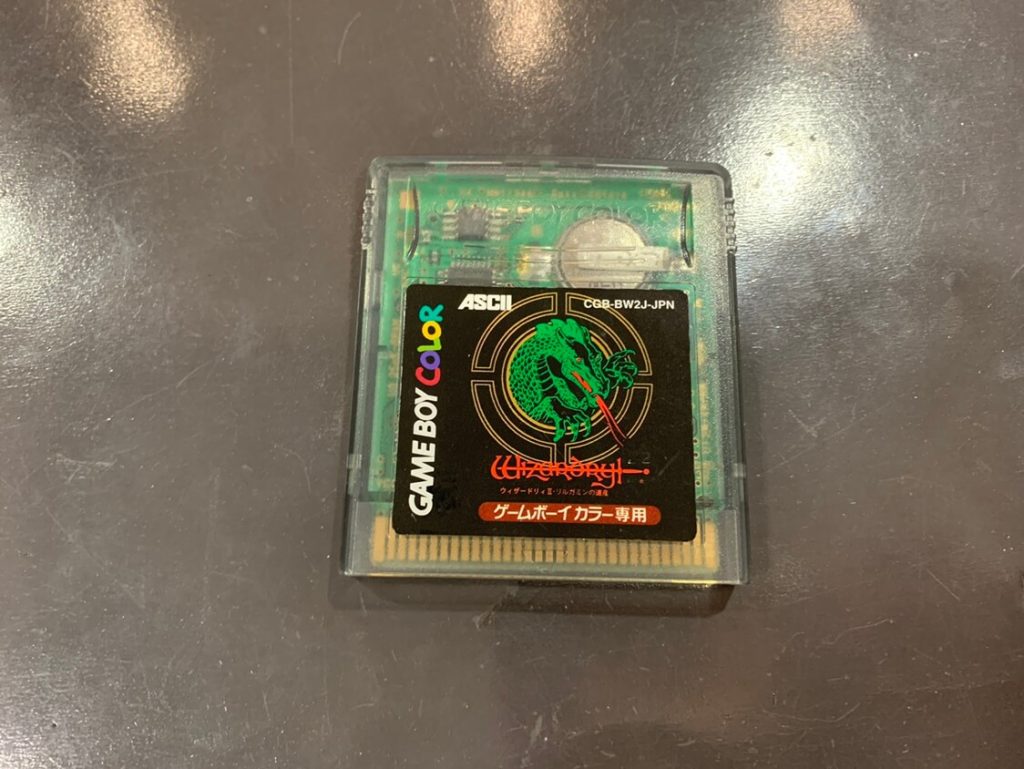 GAME BOY COLOR
ASCII
CGB-BW2J-JPN
Wizardry
ウィザードリィⅡ・リルガミンの遺産
ゲームボーイカラー専用